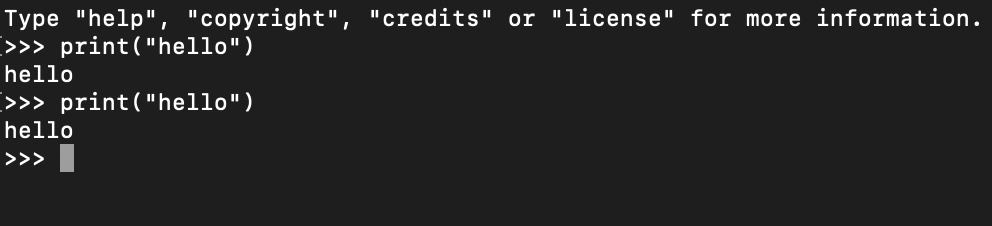 Type "help", "copyright", "credits" or "license" for more information.
>>> print("hello")
hello
>>> print("hello")
hello
>>>